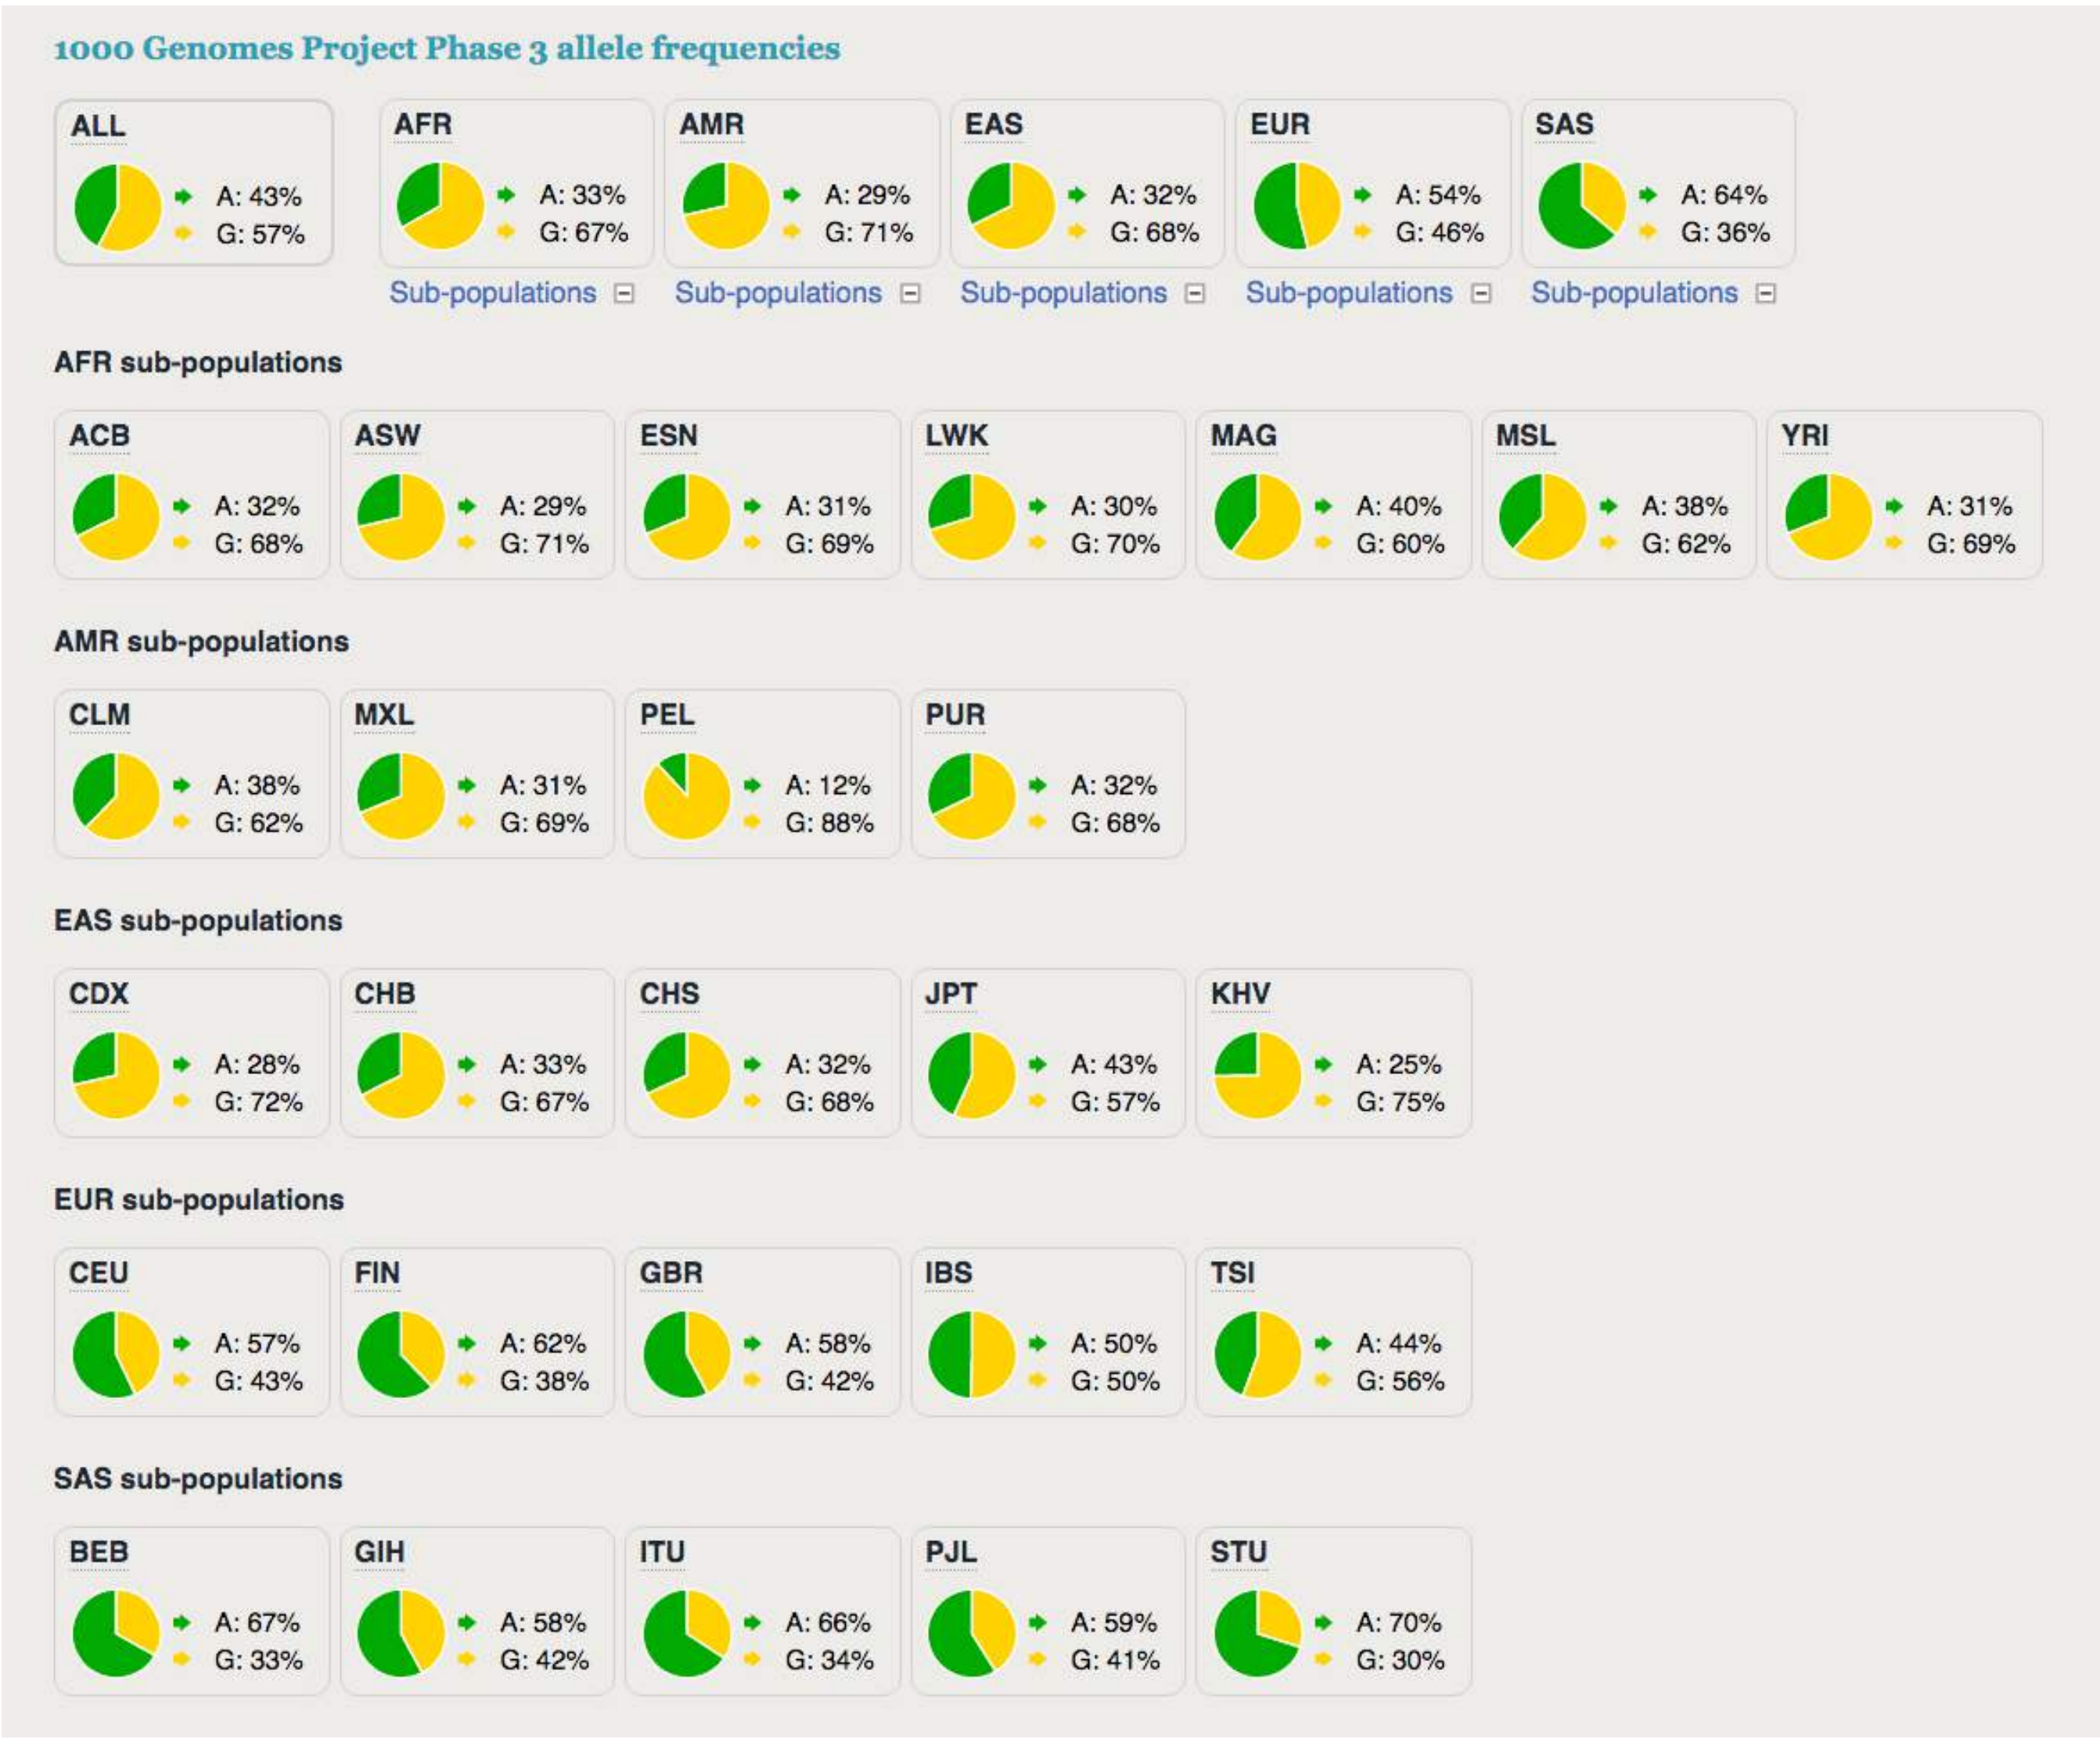 1000 Genomes Project Phase 3 allele frequencies
ALL AFR AMR EAS EUR SAS
A: 43% A: 33% A: 29% A: 32% A: 54% A: 64%
G: 57% G: 67% G: 71% G: 68% G: 46% G: 36%
Sub-populations Sub-populations Sub-populations Sub-populations Sub-populations
AFR sub-populations
ACB ASW ESN LWK MAG MSL YRI
A: 32% A: 29% A: 31% A: 30% A: 40% A: 38% A: 31%
G: 68% G: 71% G: 69% G: 70% G: 60% G: 62% G: 69%
AMR sub-populations
CLM MXL PEL PUR
A: 38% A: 31% A: 12% A: 32%
G: 62% G: 69% G: 88% G: 68%
EAS sub-populations
CDX CHB CHS JPT KHV
A: 28% A: 33% A: 32% A: 43% A: 25%
G: 72% G: 67% G: 68% G: 57% G: 75%
EUR sub-populations
CEU FIN GBR IBS TSI
A: 57% A: 62% A: 58% A: 50% A: 44%
G: 43% G: 38% G: 42% G: 50% G: 56%
SAS sub-populations
BEB GIH ITU PJL STU
A: 67% A: 58% A: 66% A: 59% A: 70%
G: 33% G: 42% G: 34% G: 41% G: 30%